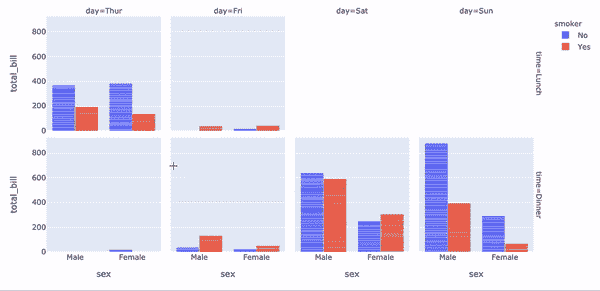 day=Thur
day=Fri
day=Sat
day=Sun
smoker
No
Yes
800
600
400
200
0
total_bill
time=Lunch
800
600
400
200
0
total_bill
time=Dinner
Male
Female
Male
Female
Male
Female
Male
Female
sex
sex
sex
sex